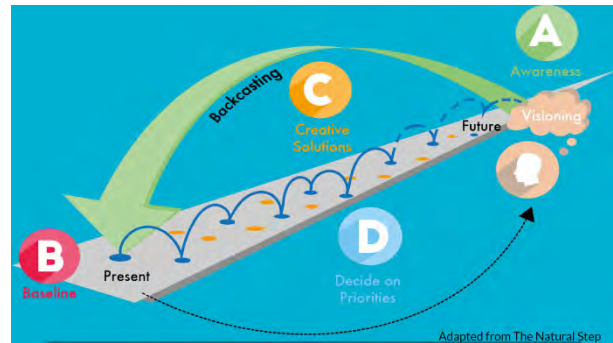 A
Awareness
Backcasting
C
Creative
Solutions
Visioning
Future
D
Decide on
Priorities
B
Baseline
Present
Adapted from The Natural Step